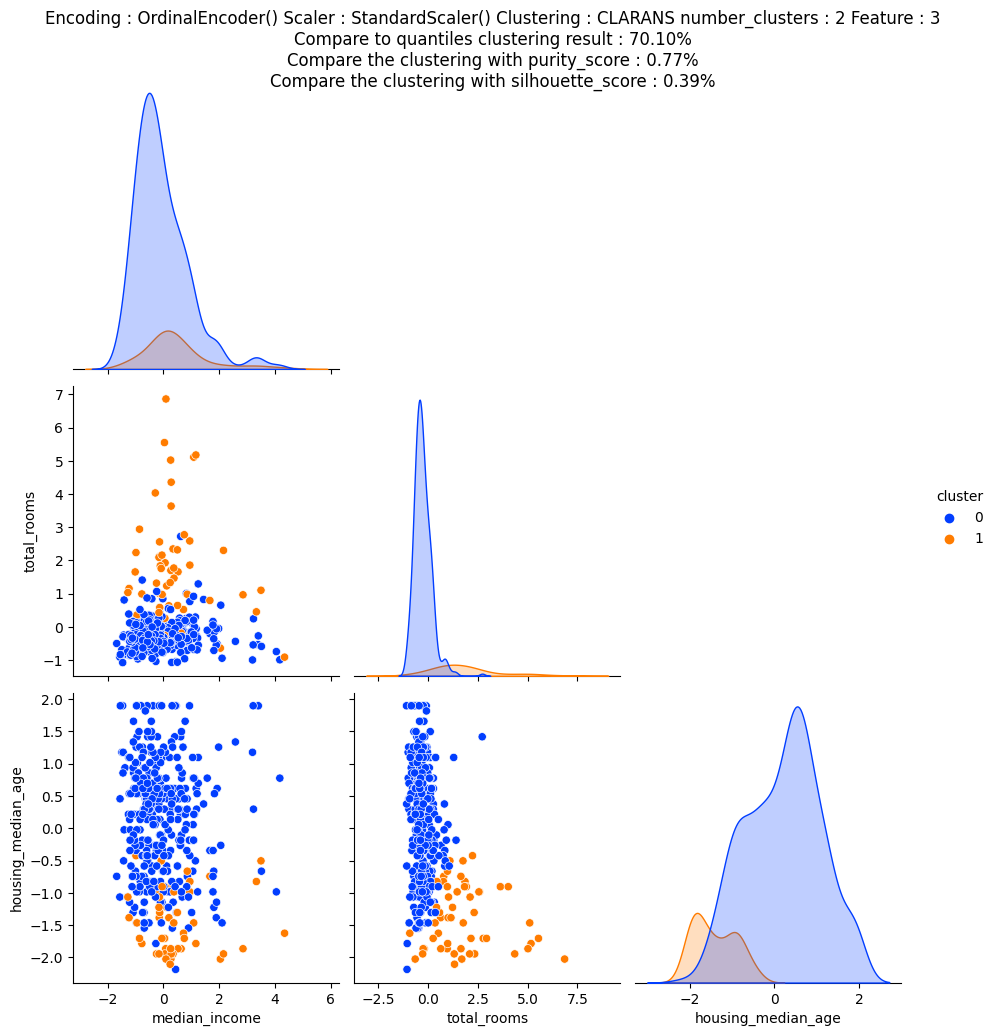 Encoding : OrdinalEncoder() Scaler : StandardScaler() Clustering : CLARANS number_clusters : 2 Feature : 3
Compare to quantiles clustering result : 70.10%
Compare the clustering with purity_score : 0.77%
Compare the clustering with silhouette_score : 0.39%
total_rooms
7
6
5
4
3
2
1
0
−1
cluster
0
1
housing_median_age
2.0
1.5
1.0
0.5
0.0
−0.5
−1.0
−1.5
−2.0
−2 0 2 4 6
median_income
−2.5 0.0 2.5 5.0 7.5
total_rooms
−2 0 2
housing_median_age